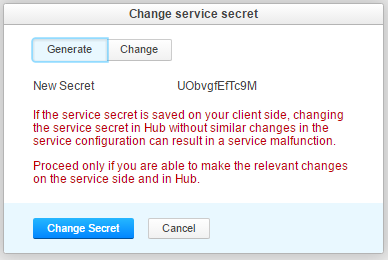 Change service secret
Generate Change
New Secret UObvgfEfTc9M
If the service secret is saved on your client side, changing
the service secret in Hub without similar changes in the
service configuration can result in a service malfunction.
Proceed only if you are able to make the relevant changes
on the service side and in Hub.
Change Secret Cancel